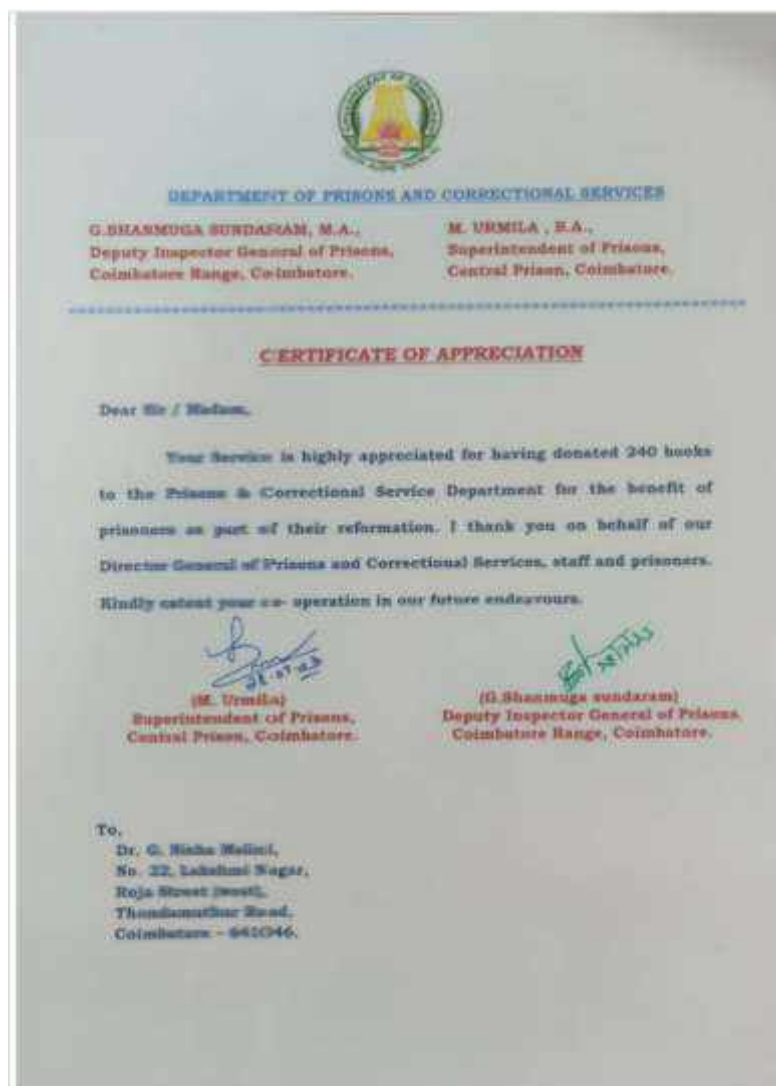 GOVERNMENT OF TAMILNADU
DEPARTMENT OF PRISONS AND CORRECTIONAL SERVICES
G.SHANMUGA SUNDARAM, M.A.,
Deputy Inspector General of Prisons,
Coimbatore Range, Coimbatore.
M. URMILA , B.A.,
Superintendent of Prisons,
Central Prison, Coimbatore.
CERTIFICATE OF APPRECIATION
Dear Sir / Madam,
Your Service is highly appreciated for having donated 240 books
to the Prisons & Correctional Service Department for the benefit of
prisoners as part of their reformation. I thank you on behalf of our
Director General of Prisons and Correctional Services, staff and prisoners.
Kindly extent your co- operation in our future endeavours.
(M. Urmila)
Superintendent of Prisons,
Central Prison, Coimbatore.
(G.Shanmuga sundaram)
Deputy Inspector General of Prisons,
Coimbatore Range, Coimbatore.
To,
Dr. G. Nisha Malini,
No. 22, Lakshmi Nagar,
Roja Street (west),
Thondamuthur Road,
Coimbatore - 641046.